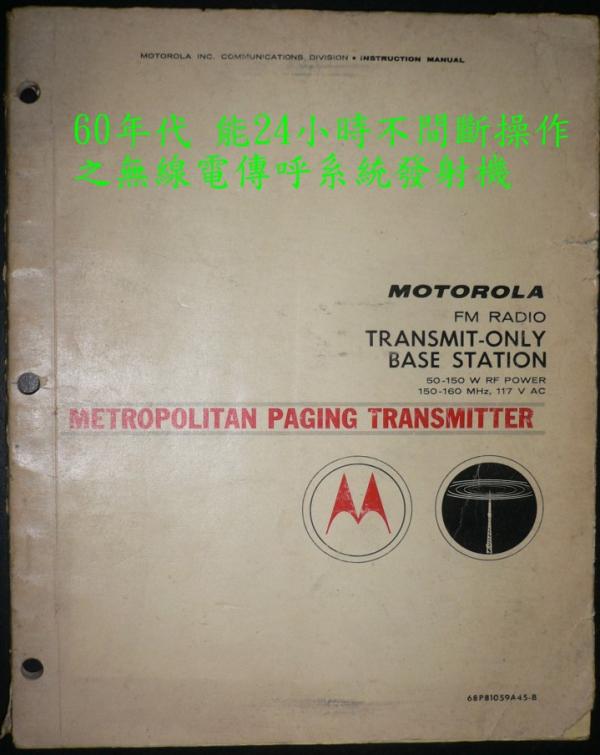 MOTOROLA INC. COMMUNICATIONS DIVISION • INSTRUCTION MANUAL
60年代 能24小時不間斷操作
之無線電傳呼系統發射機
MOTOROLA
FM RADIO
TRANSMIT-ONLY
BASE STATION
50-150 W RF POWER
150-160 MHz, 117 V AC
METROPOLITAN PAGING TRANSMITTER
68P81059A45-B